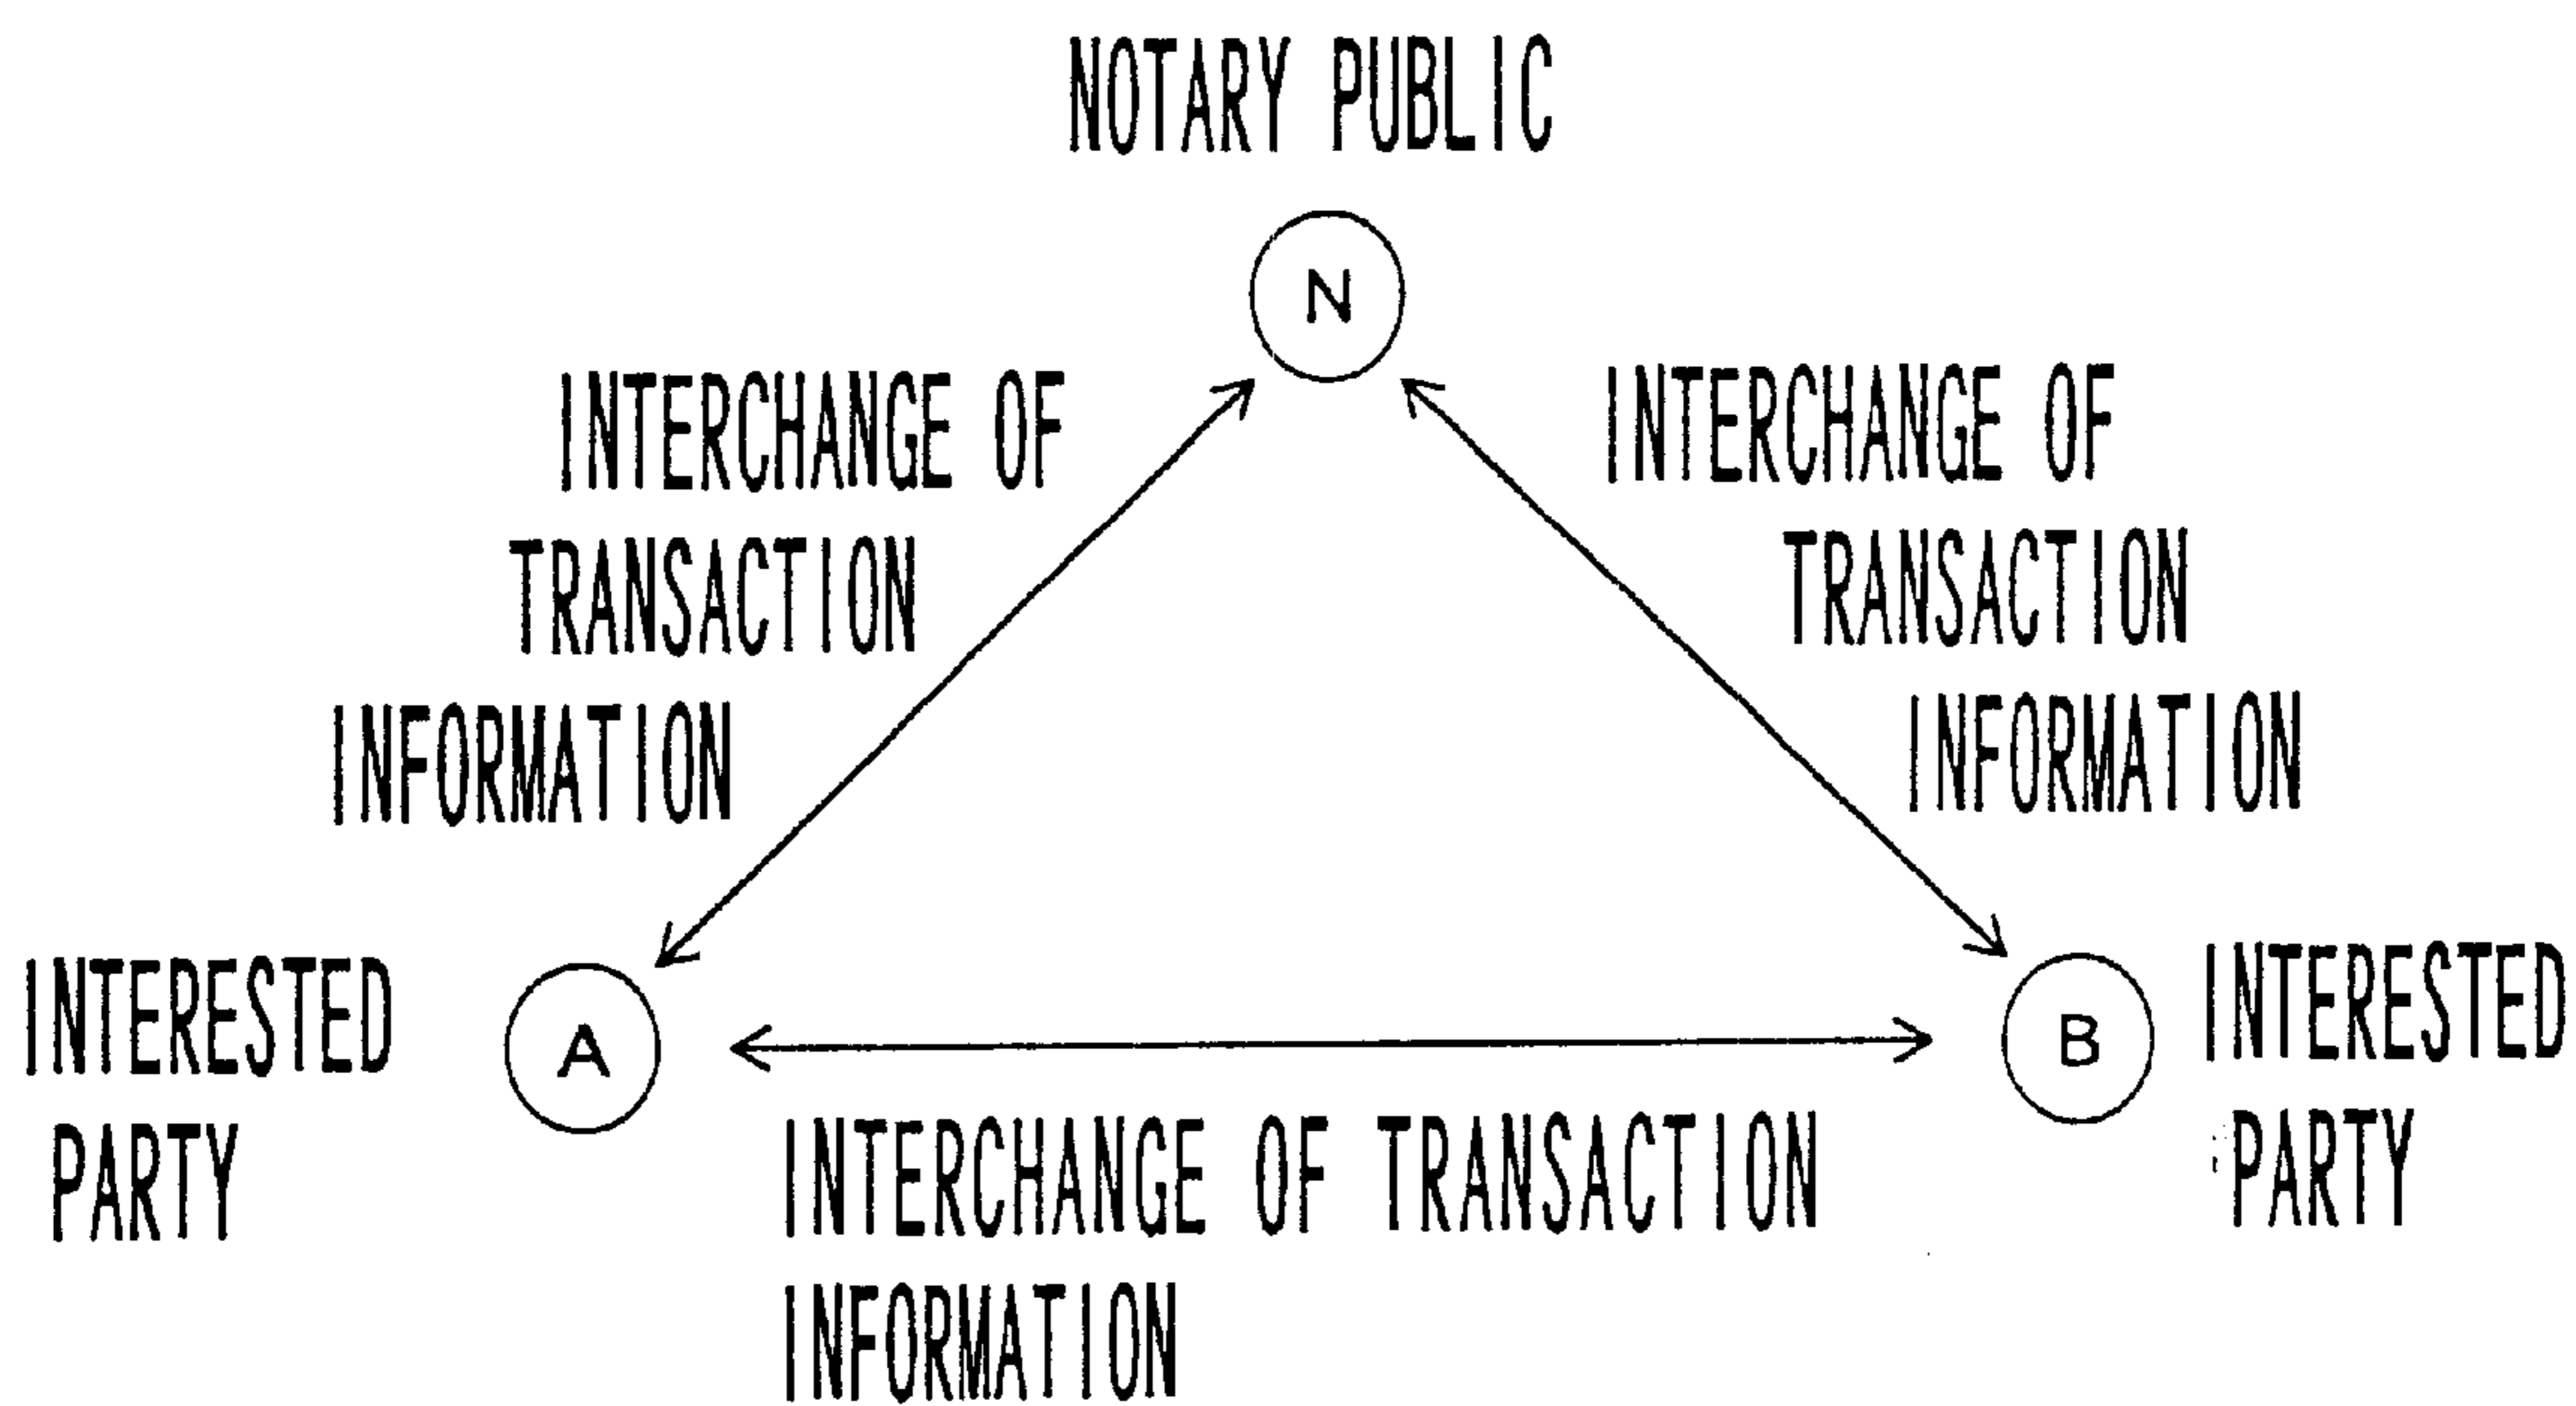 NOTARY PUBLIC
N
INTERCHANGE OF
TRANSACTION
INFORMATION
INTERCHANGE OF
TRANSACTION
INFORMATION
INTERESTED
PARTY
A
B
INTERESTED
PARTY
INTERCHANGE OF TRANSACTION
INFORMATION